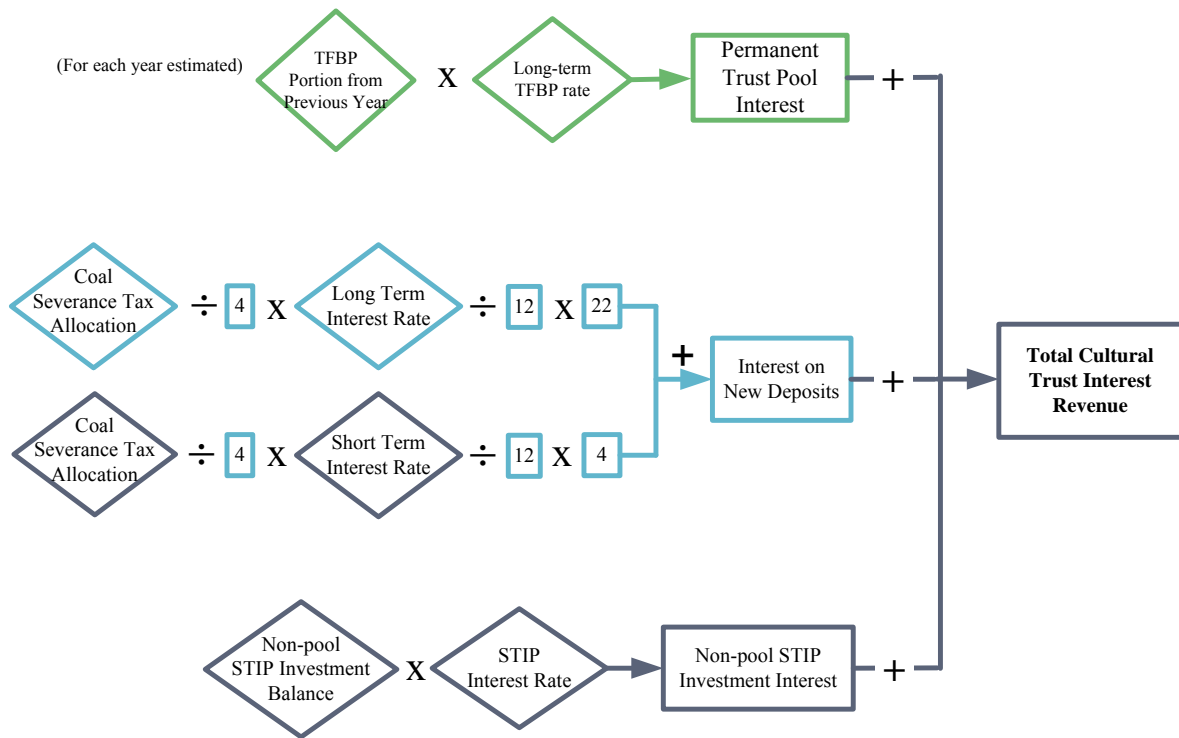 (For each year estimated)
TFBP
Portion from
Previous Year
X
Long-term
TFBP rate
Permanent
Trust Pool
Interest
+
Coal
Severance Tax
Allocation
÷
4
X
Long Term
Interest Rate
÷
12
X
22
Coal
Severance Tax
Allocation
÷
4
X
Short Term
Interest Rate
÷
12
X
4
+
Interest on
New Deposits
+
Total Cultural
Trust Interest
Revenue
Non-pool
STIP Investment
Balance
X
STIP
Interest Rate
Non-pool STIP
Investment Interest
+